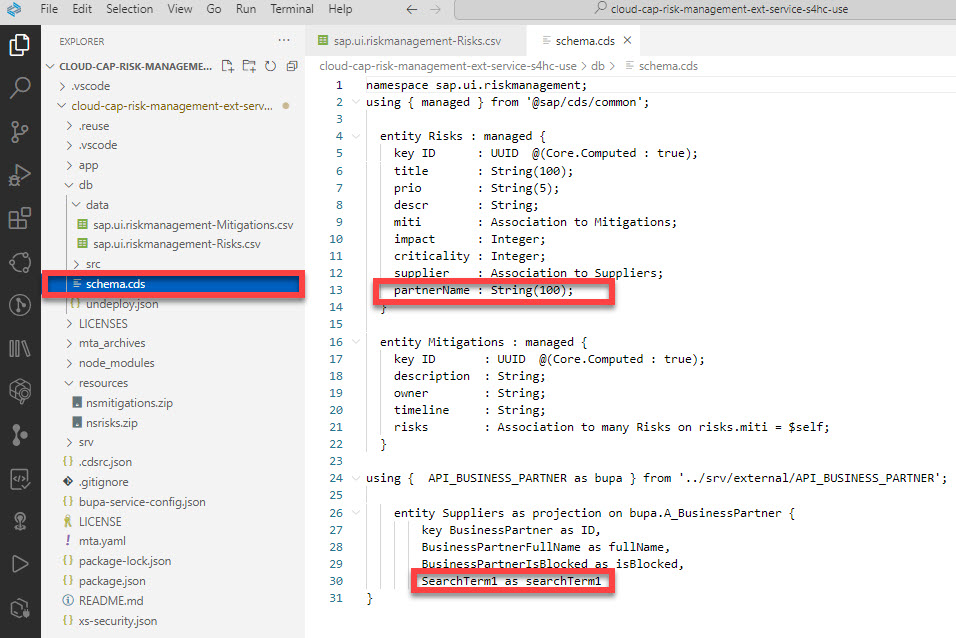 File Edit Selection View Go Run Terminal Help
cloud-cap-risk-management-ext-service-s4hc-use
EXPLORER
CLOUD-CAP-RISK-MANAGEME...
.vscode
cloud-cap-risk-management-ext-serv...
.reuse
.vscode
app
db
data
sap.ui.riskmanagement-Mitigations.csv
sap.ui.riskmanagement-Risks.csv
src
schema.cds
undeploy.json
LICENSES
mta_archives
node_modules
resources
nsmitigations.zip
nsrisks.zip
srv
.cdsrc.json
.gitignore
bupa-service-config.json
LICENSE
mta.yaml
package-lock.json
package.json
README.md
xs-security.json
sap.ui.riskmanagement-Risks.csv
schema.cds
cloud-cap-risk-management-ext-service-s4hc-use > db > schema.cds
1 namespace sap.ui.riskmanagement;
2 using { managed } from '@sap/cds/common';
3
4 entity Risks : managed {
5 key ID : UUID @(Core.Computed : true);
6 title : String(100);
7 prio : String(5);
8 descr : String;
9 miti : Association to Mitigations;
10 impact : Integer;
11 criticality : Integer;
12 supplier : Association to Suppliers;
13 partnerName : String(100);
14 }
15
16 entity Mitigations : managed {
17 key ID : UUID @(Core.Computed : true);
18 description : String;
19 owner : String;
20 timeline : String;
21 risks : Association to many Risks on risks.miti = $self;
22 }
23
24 using { API_BUSINESS_PARTNER as bupa } from '../srv/external/API_BUSINESS_PARTNER';
25
26 entity Suppliers as projection on bupa.A_BusinessPartner {
27 key BusinessPartner as ID,
28 BusinessPartnerFullName as fullName,
29 BusinessPartnerIsBlocked as isBlocked,
30 SearchTerm1 as searchTerm1
31 }